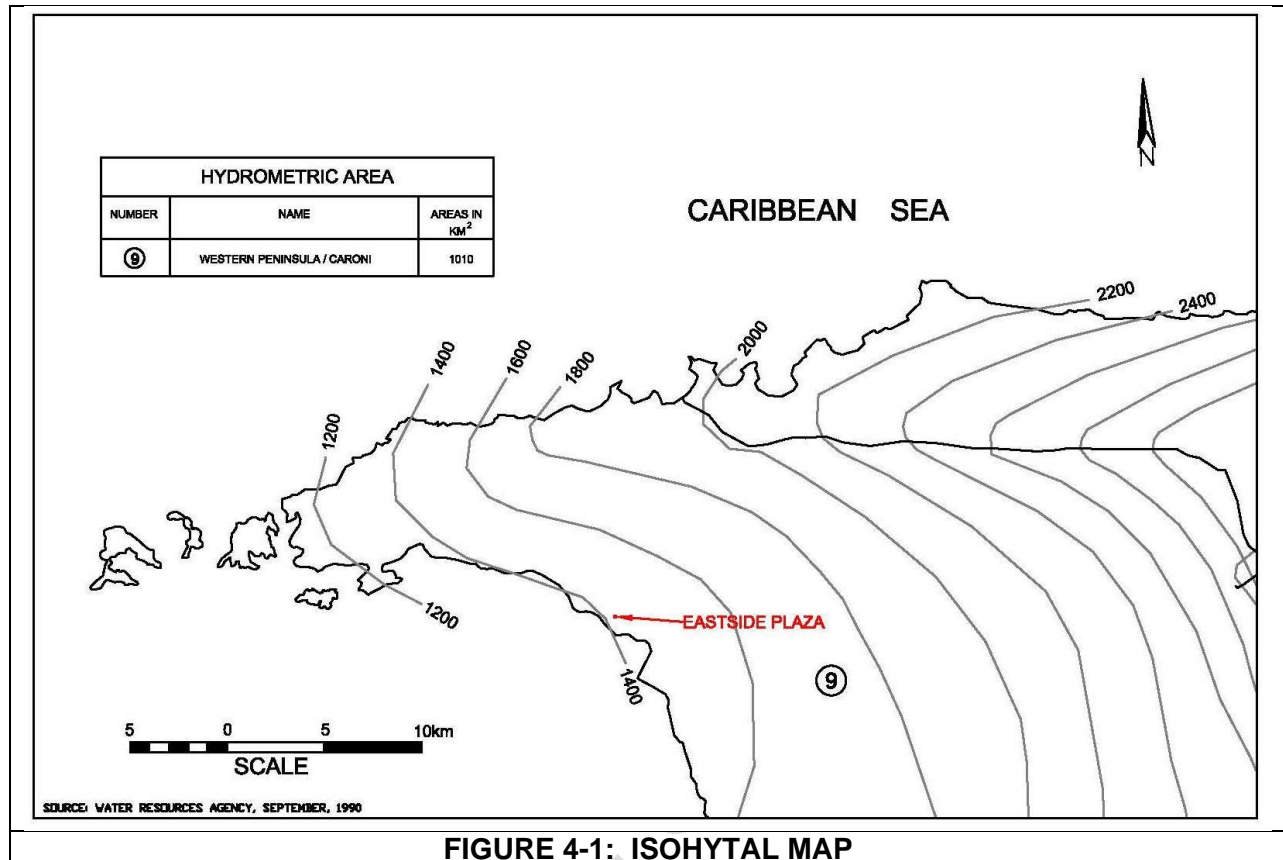 HYDROMETRIC AREA
NUMBER NAME AREAS IN KM²
9 WESTERN PENINSULA / CARONI 1010
N
CARIBBEAN SEA
2200
2400
2000
1800
1600
1400
1200
1200
EASTSIDE PLAZA
1400
9
5 0 5 10km
SCALE
SOURCE: WATER RESOURCES AGENCY, SEPTEMBER, 1990
FIGURE 4-1: ISOHYTAL MAP